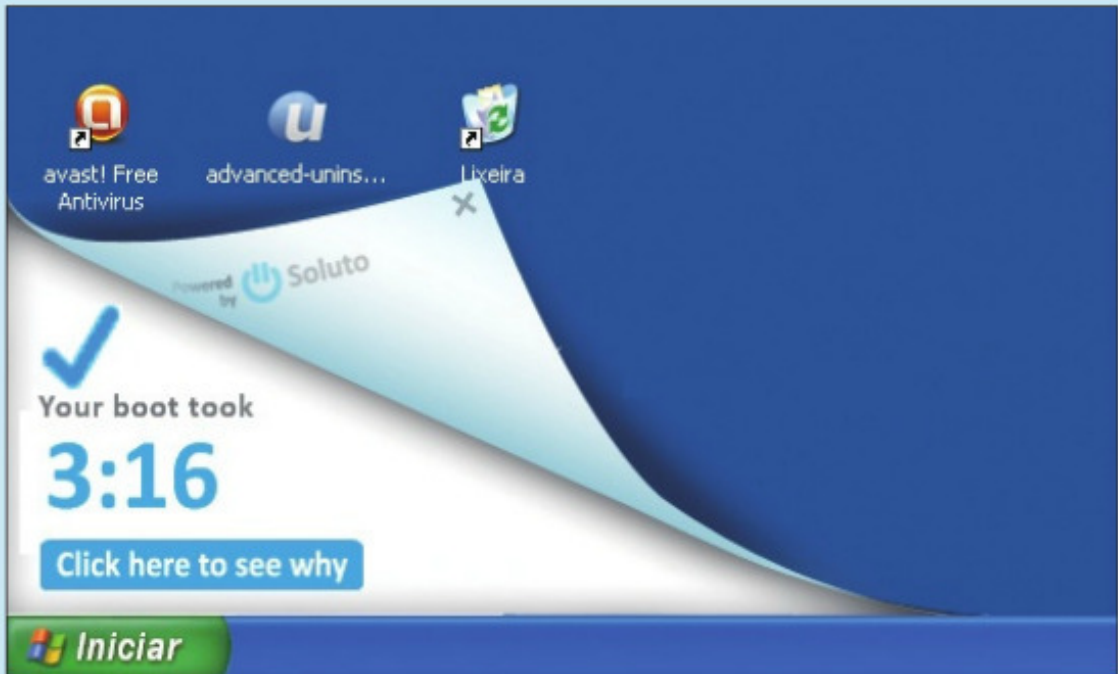 avast! Free
Antivirus
advanced-unins...
Lixeira
Powered
by
Soluto
Your boot took
3:16
Click here to see why
Iniciar